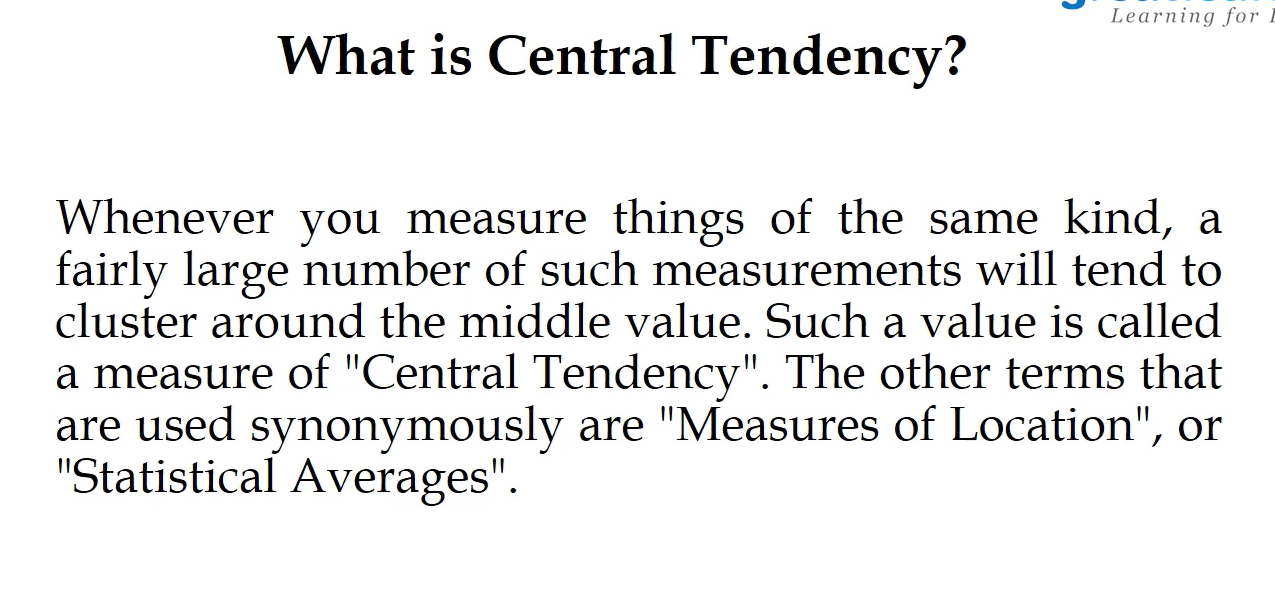 Learning for
What is Central Tendency?
Whenever you measure things of the same kind, a
fairly large number of such measurements will tend to
cluster around the middle value. Such a value is called
a measure of "Central Tendency". The other terms that
are used synonymously are "Measures of Location", or
"Statistical Averages".